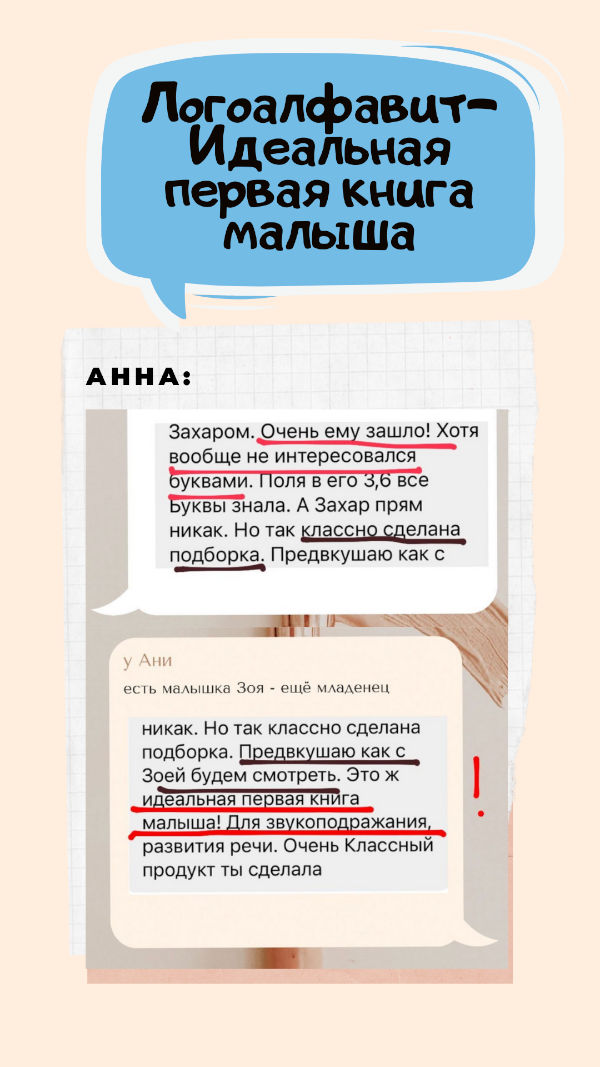 Логоалфавит-
Идеальная
первая книга
малыша
АННА:
Захаром. Очень ему зашло! Хотя
вообще не интересовался
буквами. Поля в его 3,6 все
Буквы знала. А Захар прям
никак. Но так классно сделана
подборка. Предвкушаю как с
у Ани
есть малышка Зоя - ещё младенец
никак. Но так классно сделана
подборка. Предвкушаю как с
Зоей будем смотреть. Это ж
идеальная первая книга
малыша! Для звукоподражания,
развития речи. Очень Классный
продукт ты сделала
!